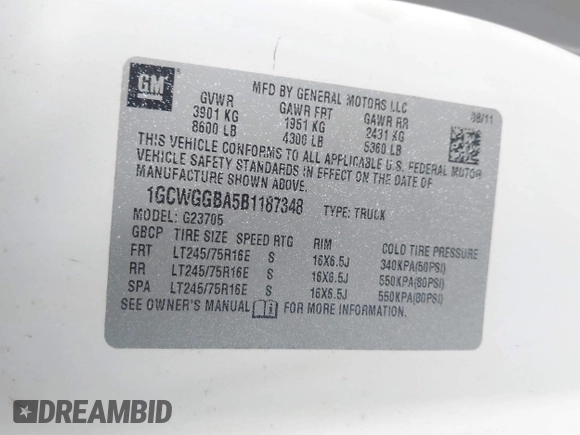 GM
MFD BY GENERAL MOTORS LLC
08/11
GVWR GAWR FRT GAWR RR
3901 KG 1951 KG 2431 KG
8600 LB 4300 LB 5360 LB
THIS VEHICLE CONFORMS TO ALL APPLICABLE U.S. FEDERAL MOTOR
VEHICLE SAFETY STANDARDS IN EFFECT ON THE DATE OF
MANUFACTURE SHOWN ABOVE.
1GCWGGBA5B1187348 TYPE: TRUCK
MODEL: G23705
GBCP TIRE SIZE SPEED RTG RIM COLD TIRE PRESSURE
FRT LT245/75R16E S 16X6.5J 340KPA(50PSI)
RR LT245/75R16E S 16X6.5J 550KPA(80PSI)
SPA LT245/75R16E S 16X6.5J 550KPA(80PSI)
SEE OWNER'S MANUAL FOR MORE INFORMATION.
DREAMBID